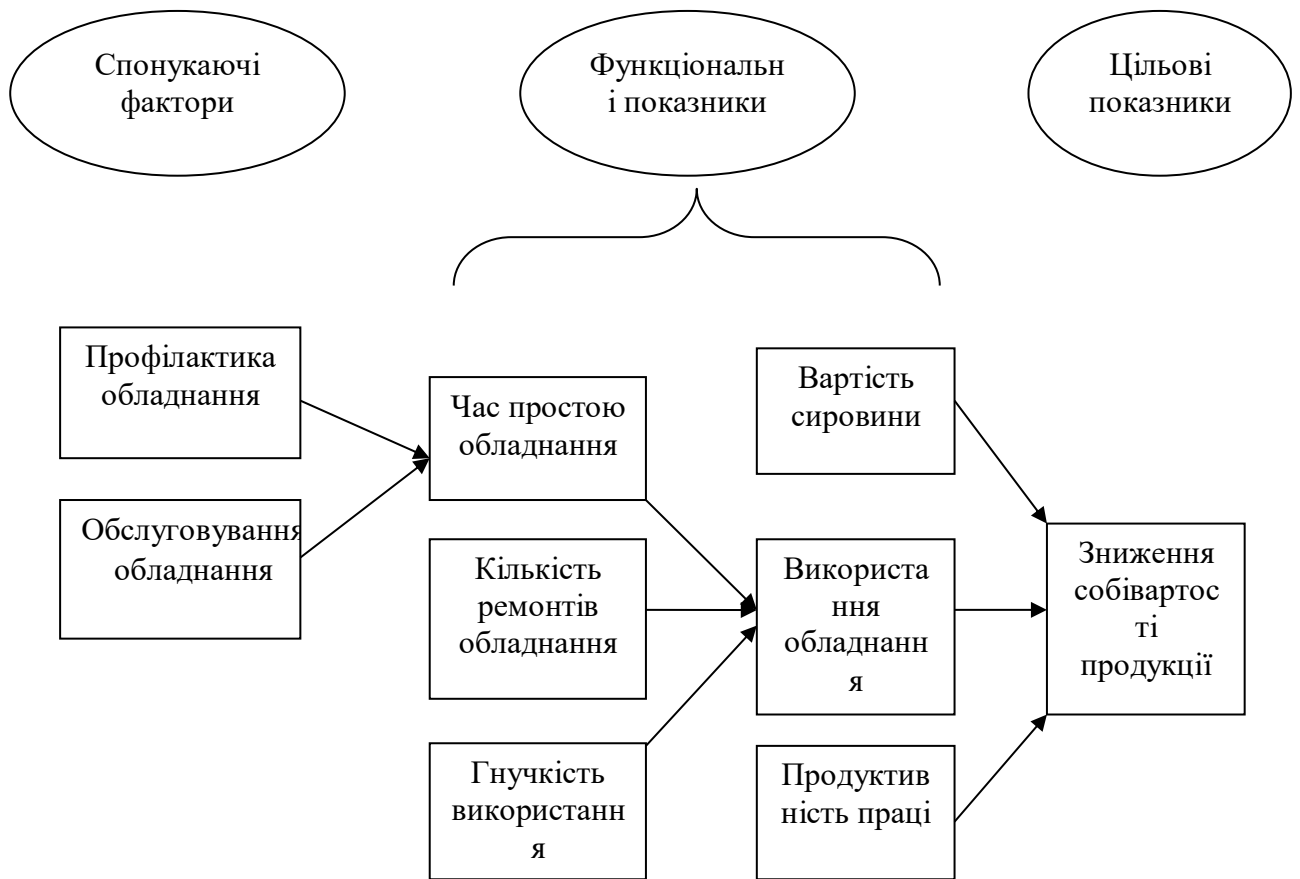 Спонукаючі
фактори
Функціональн
і показники
Цільові
показники
Профілактика
обладнання
Обслуговування
обладнання
Час простою
обладнання
Кількість
ремонтів
обладнання
Гнучкість
використанн
я
Вартість
сировини
Використа
ння
обладнанн
я
Продуктив
ність праці
Зниження
собівартос
ті
продукції